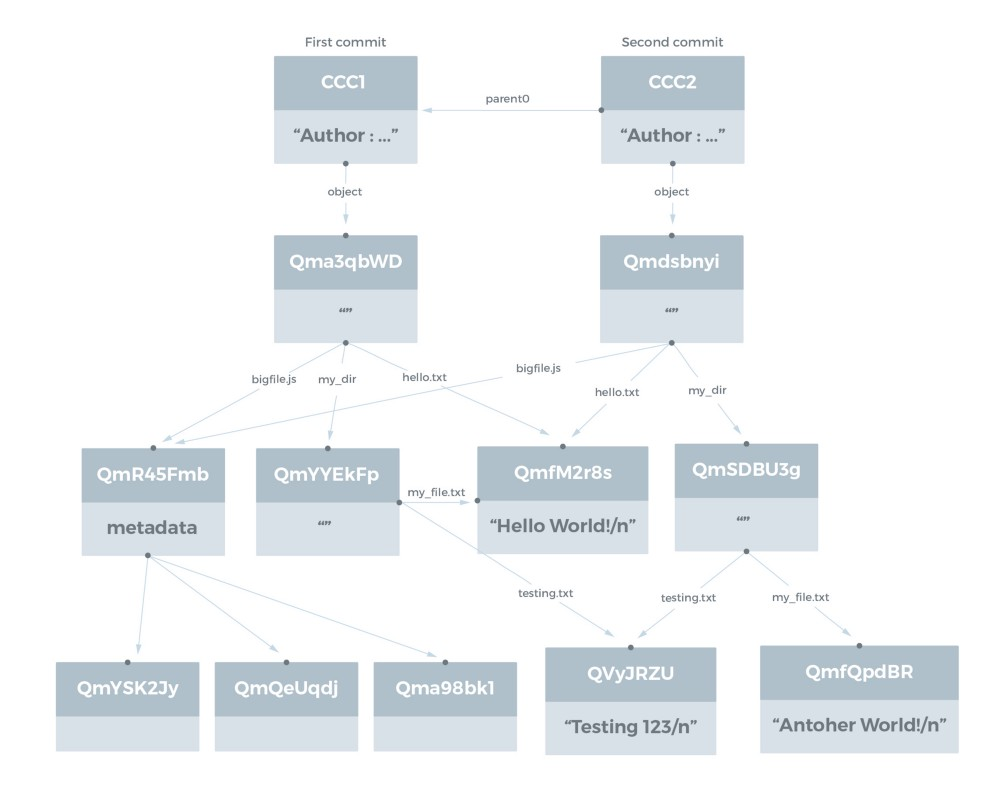 First commit
Second commit
CCC1
CCC2
parent0
“Author : ...”
“Author : ...”
object
object
Qma3qbWD
Qmdsbnyi
“”
“”
bigfile.js
my_dir
hello.txt
bigfile.js
hello.txt
my_dir
QmR45Fmb
QmYYEkFp
QmfM2r8s
QmSDBU3g
my_file.txt
metadata
“”
“Hello World!/n”
“”
testing.txt
testing.txt
my_file.txt
QmYSK2Jy
QmQeUqdj
Qma98bk1
QVyJRZU
QmfQpdBR
“Testing 123/n”
“Antoher World!/n”